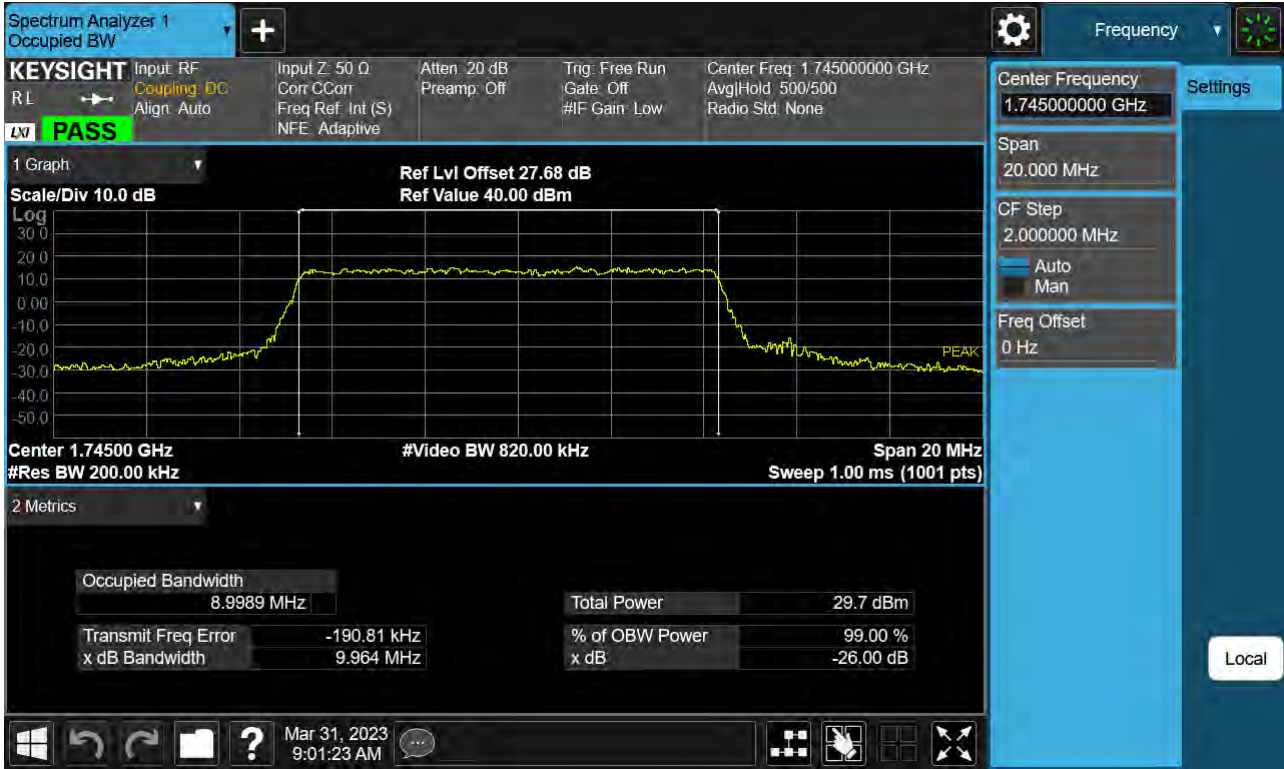 Spectrum Analyzer 1
Occupied BW
+
Frequency
KEYSIGHT
RL
LXI
PASS
Input: RF
Coupling: DC
Align: Auto
Input Z: 50 Ω
Corr CCorr
Freq Ref: Int (S)
NFE: Adaptive
Atten: 20 dB
Preamp: Off
Trig: Free Run
Gate: Off
#IF Gain: Low
Center Freq: 1.745000000 GHz
Avg|Hold: 500/500
Radio Std: None
1 Graph
Scale/Div 10.0 dB
Ref Lvl Offset 27.68 dB
Ref Value 40.00 dBm
Log
30.0
20.0
10.0
0.00
-10.0
-20.0
-30.0
-40.0
-50.0
PEAK
Center 1.74500 GHz
#Video BW 820.00 kHz
Span 20 MHz
#Res BW 200.00 kHz
Sweep 1.00 ms (1001 pts)
2 Metrics
Occupied Bandwidth
8.9989 MHz
Total Power 29.7 dBm
Transmit Freq Error -190.81 kHz
% of OBW Power 99.00 %
x dB Bandwidth 9.964 MHz
x dB -26.00 dB
Center Frequency
1.745000000 GHz
Settings
Span
20.000 MHz
CF Step
2.000000 MHz
Auto
Man
Freq Offset
0 Hz
Local
?
Mar 31, 2023
9:01:23 AM